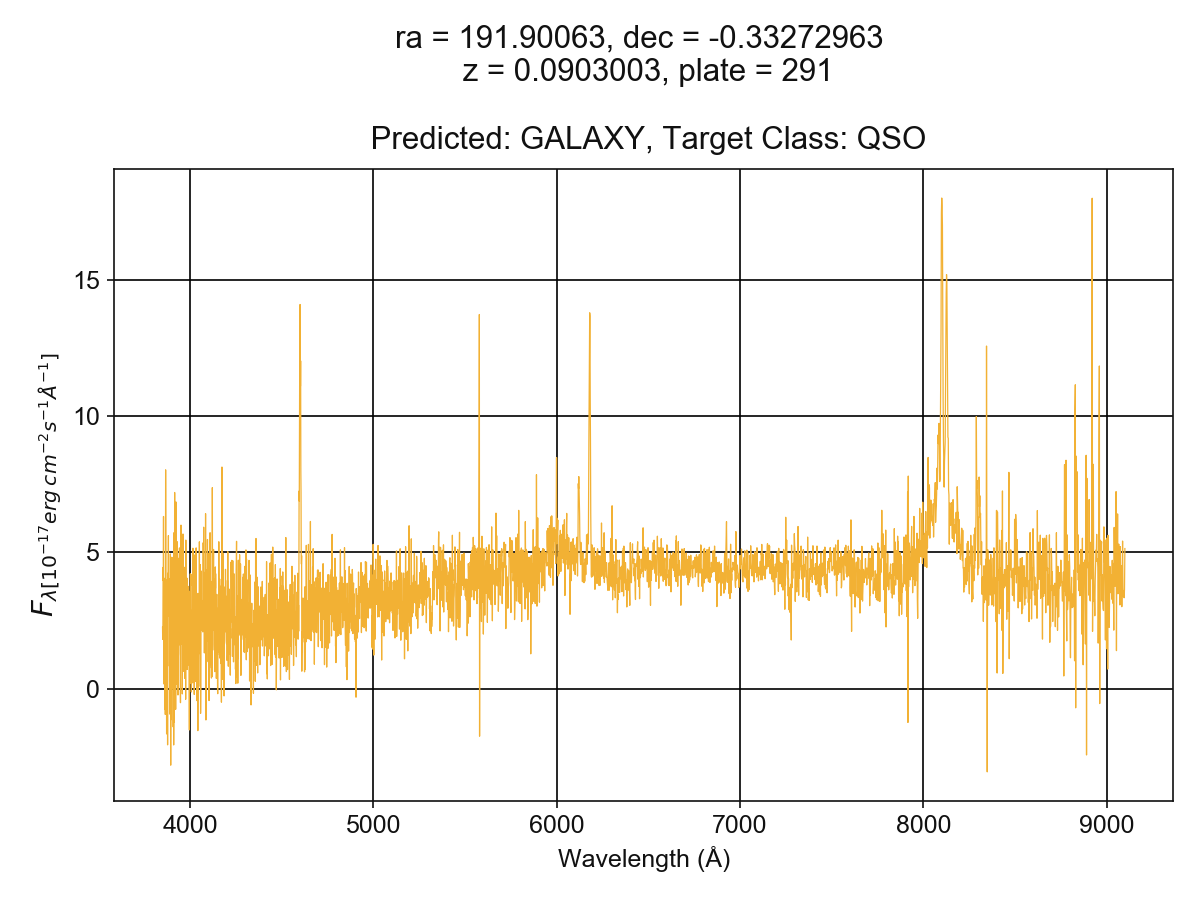 ra = 191.90063, dec = -0.33272963
z = 0.0903003, plate = 291
Predicted: GALAXY, Target Class: QSO
F_{λ[10^{-17} erg cm^{-2} s^{-1} Å^{-1}]}
15
10
5
0
4000 5000 6000 7000 8000 9000
Wavelength (Å)